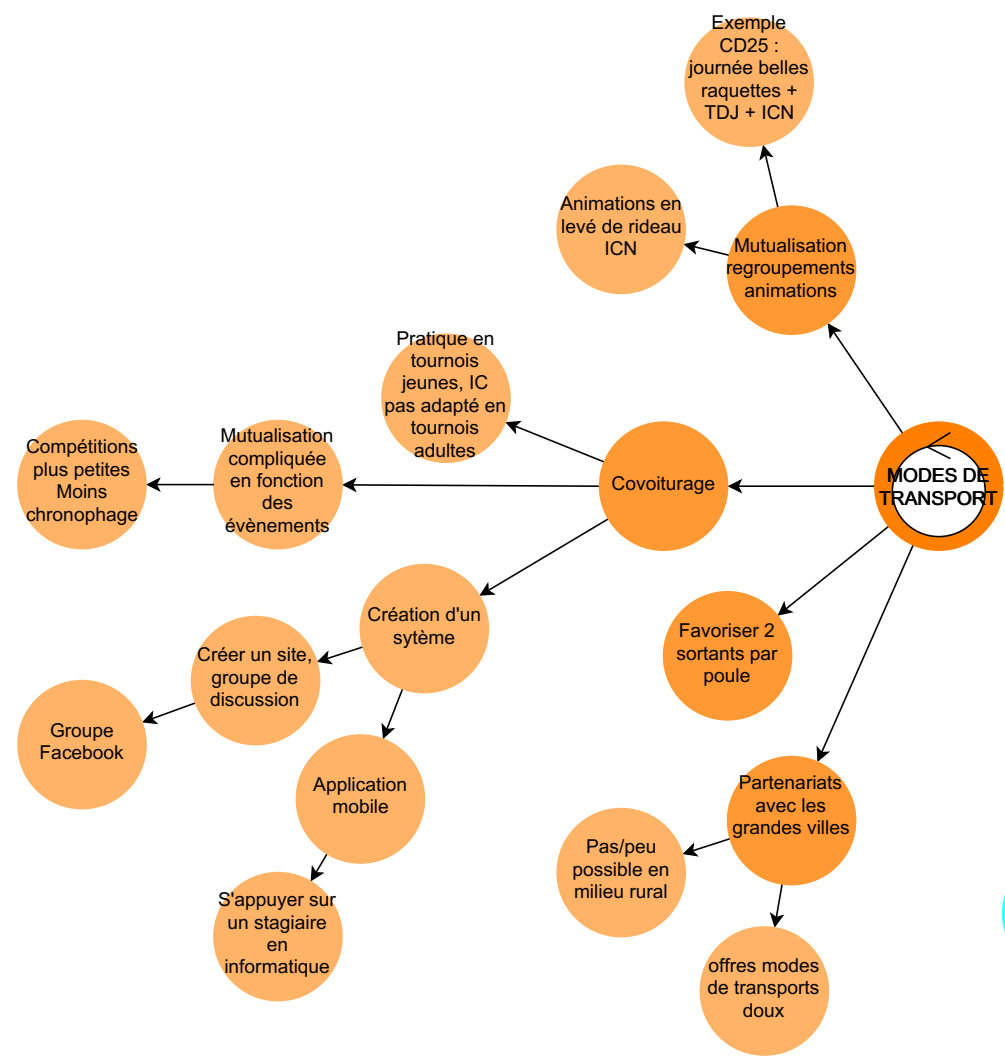 Exemple
CD25 :
journée belles
raquettes +
TDJ + ICN
Animations en
levé de rideau
ICN
Mutualisation
regroupements
animations
Pratique en
tournois
jeunes, IC
pas adapté en
tournois
adultes
Compétitions
plus petites
Moins
chronophage
Mutualisation
compliquée
en fonction
des
évènements
Covoiturage
MODES DE
TRANSPORT
Création d'un
sytème
Favoriser 2
sortants par
poule
Créer un site,
groupe de
discussion
Groupe
Facebook
Application
mobile
Partenariats
avec les
grandes villes
Pas/peu
possible en
milieu rural
S'appuyer sur
un stagiaire
en
informatique
offres modes
de transports
doux